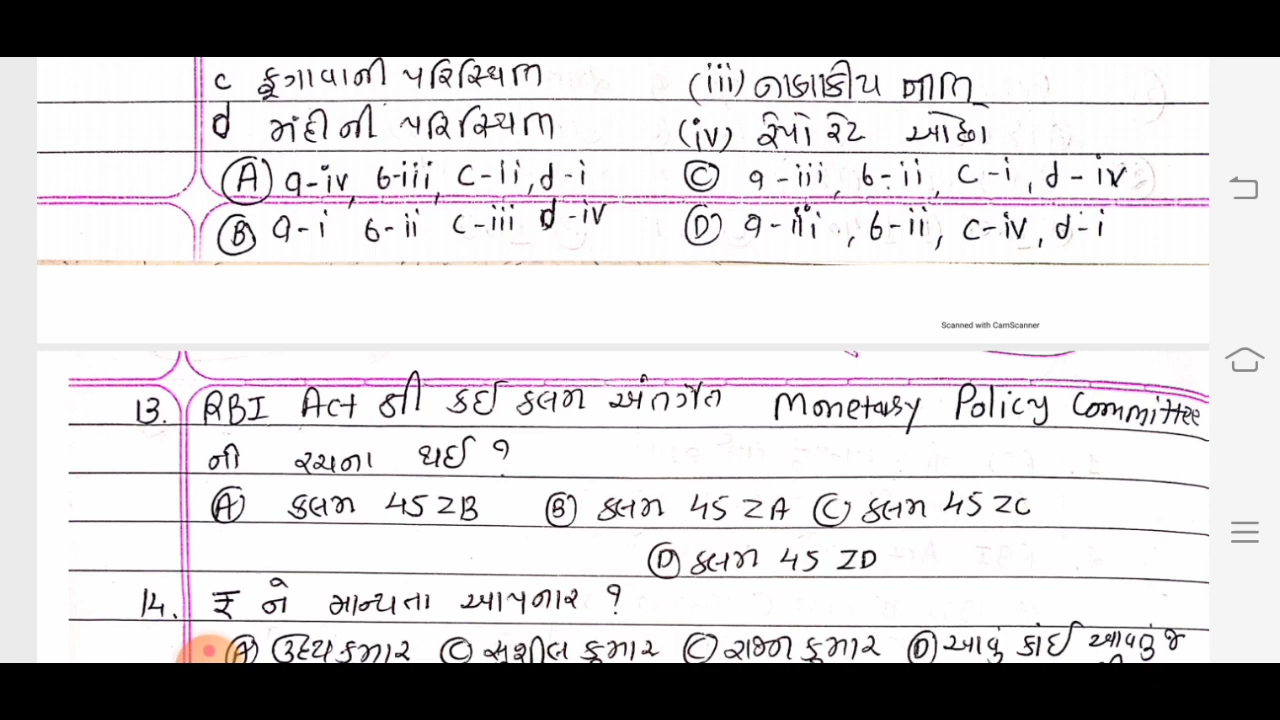 c ફુગાવાની પરિસ્થિતિ (iii) નાણાકીય નીતિ
d મંદીની પરિસ્થિતિ (iv) રેપો રેટ ઓછો
(A) a-iv, b-iii, c-ii, d-i (C) a-iii, b-ii, c-i, d-iv
(B) a-i b-ii c-iii d-iv (D) a-iii, b-ii, c-iv, d-i
Scanned with CamScanner
13. RBI Act ની કઈ કલમ અંતર્ગત Monetary Policy Committee
ની રચના થઈ ?
(A) કલમ 45 ZB (B) કલમ 45 ZA (C) કલમ 45 ZC
(D) કલમ 45 ZD
14. ₹ ને માન્યતા આપનાર ?
(A) ઉદયકુમાર (C) સુશીલ કુમાર (C) રાજન કુમાર (D) આવું કોઈ આવતું જ